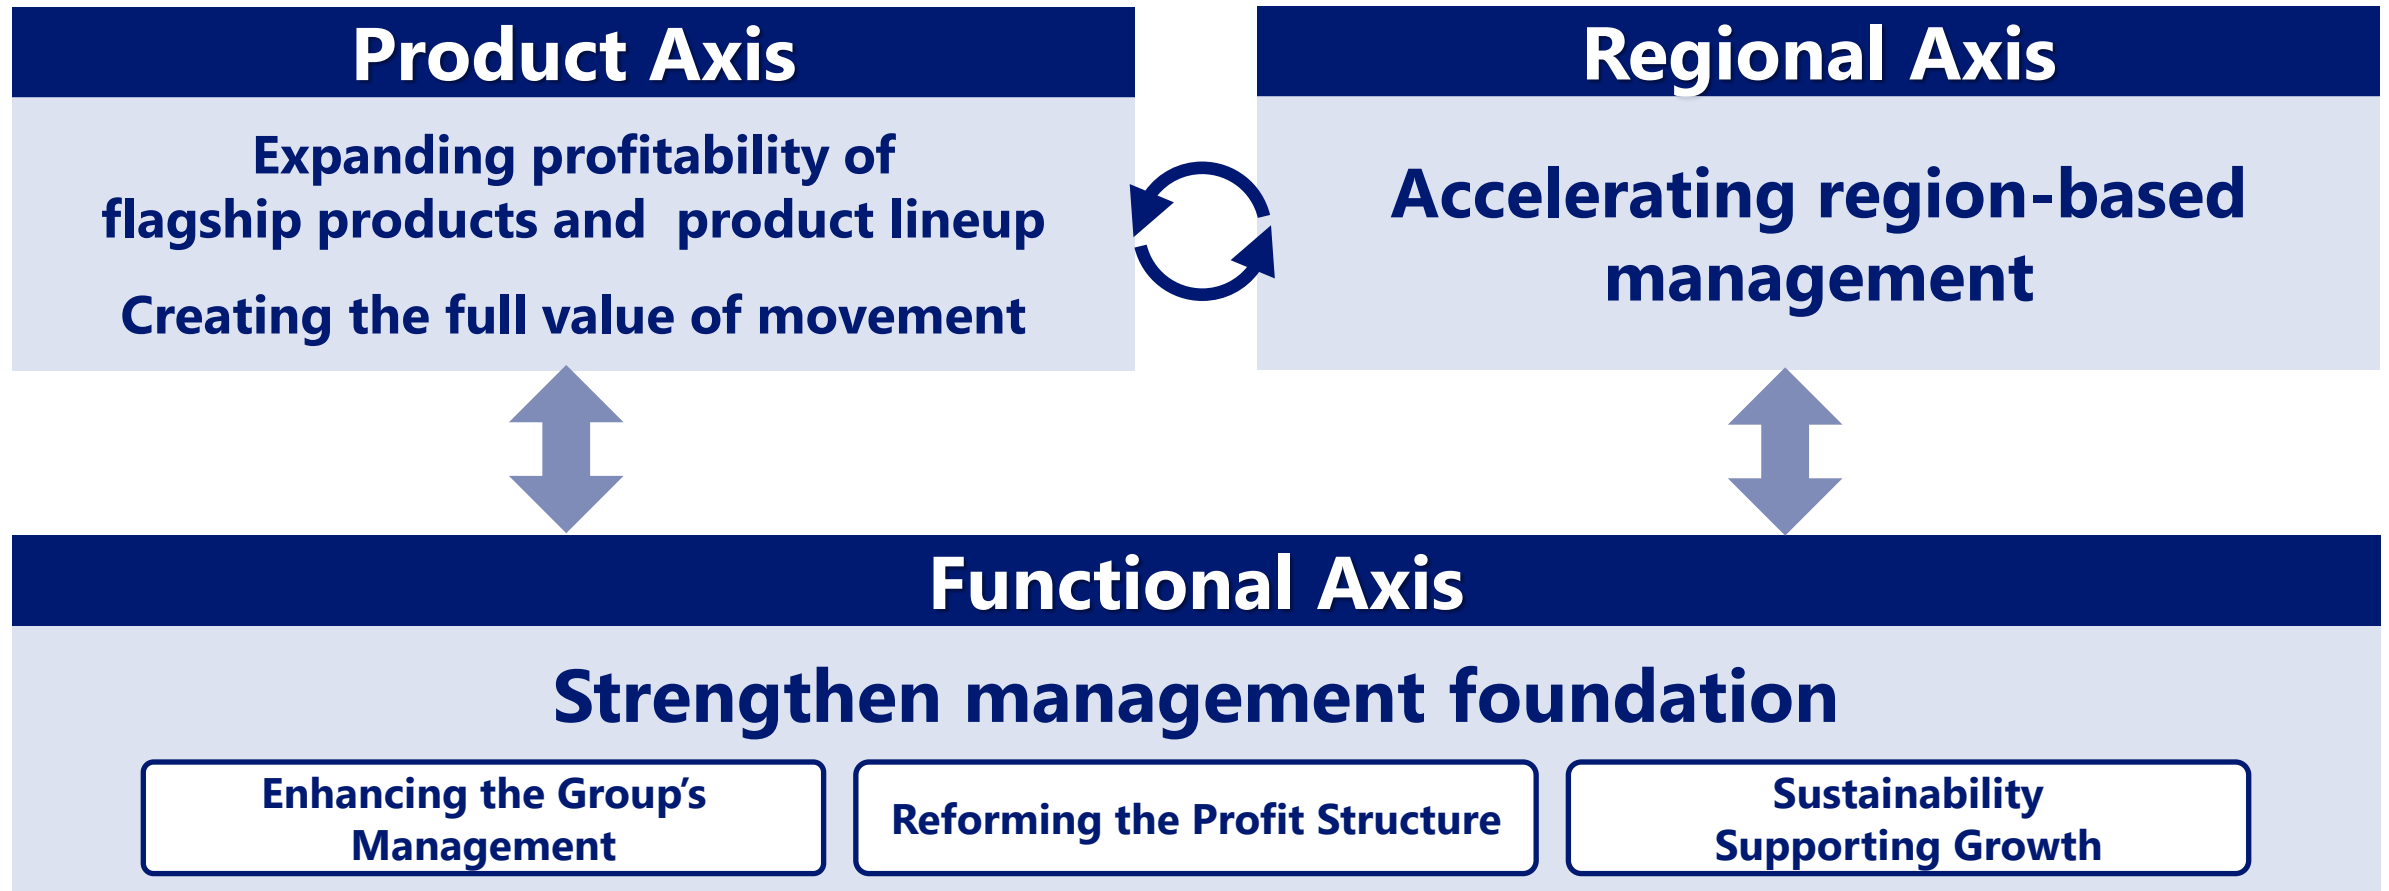 Product Axis
Expanding profitability of
flagship products and  product lineup
Creating the full value of movement
Regional Axis
Accelerating region-based
management
Functional Axis
Strengthen management foundation
Enhancing the Group’s
Management
Reforming the Profit Structure
Sustainability
Supporting Growth